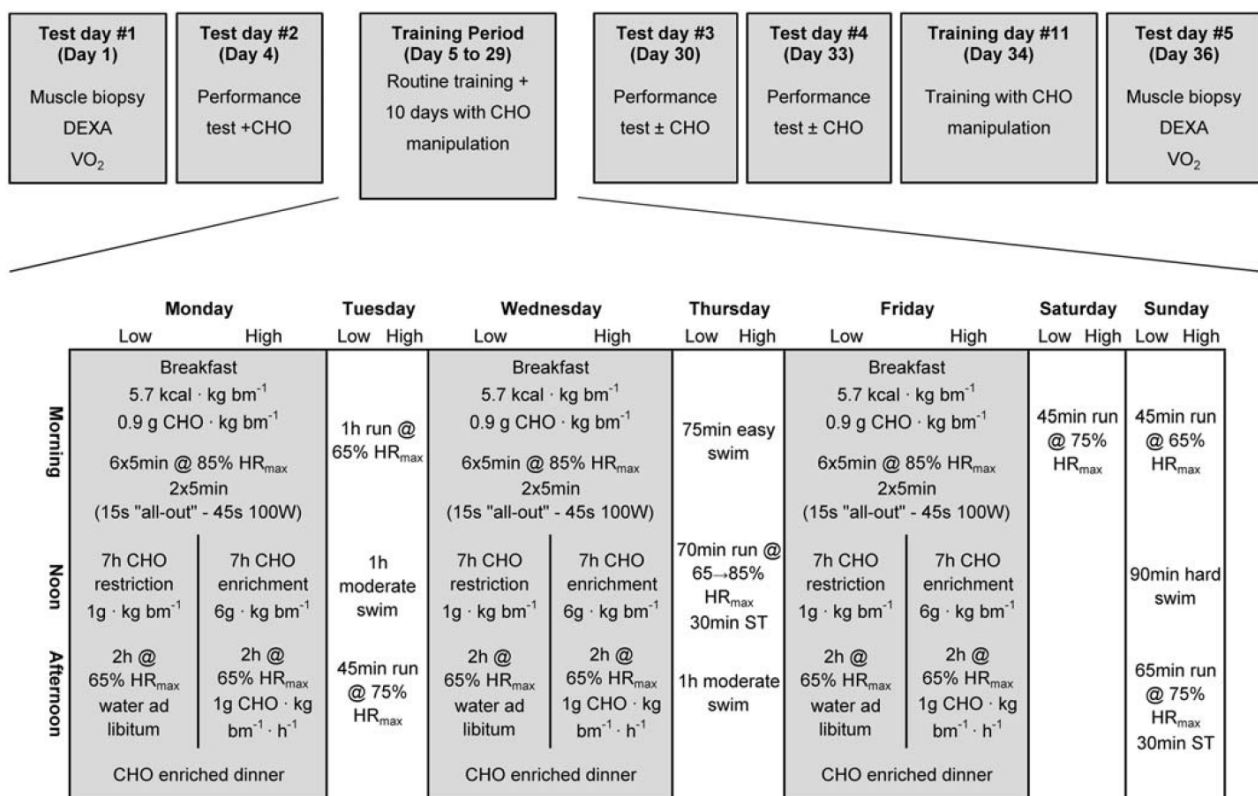 Test day #1
(Day 1)
Muscle biopsy
DEXA
VO₂
Test day #2
(Day 4)
Performance
test +CHO
Training Period
(Day 5 to 29)
Routine training +
10 days with CHO
manipulation
Test day #3
(Day 30)
Performance
test ± CHO
Test day #4
(Day 33)
Performance
test ± CHO
Training day #11
(Day 34)
Training with CHO
manipulation
Test day #5
(Day 36)
Muscle biopsy
DEXA
VO₂
Monday
Low High
Tuesday
Low High
Wednesday
Low High
Thursday
Low High
Friday
Low High
Saturday
Low High
Sunday
Low High
Morning
Breakfast
5.7 kcal · kg bm⁻¹
0.9 g CHO · kg bm⁻¹
6x5min @ 85% HRmax
2x5min
(15s "all-out" - 45s 100W)
1h run @
65% HRmax
Breakfast
5.7 kcal · kg bm⁻¹
0.9 g CHO · kg bm⁻¹
6x5min @ 85% HRmax
2x5min
(15s "all-out" - 45s 100W)
75min easy
swim
Breakfast
5.7 kcal · kg bm⁻¹
0.9 g CHO · kg bm⁻¹
6x5min @ 85% HRmax
2x5min
(15s "all-out" - 45s 100W)
45min run
@ 75%
HRmax
45min run
@ 65%
HRmax
Noon
7h CHO
restriction
1g · kg bm⁻¹
7h CHO
enrichment
6g · kg bm⁻¹
1h
moderate
swim
7h CHO
restriction
1g · kg bm⁻¹
7h CHO
enrichment
6g · kg bm⁻¹
70min run @
65→85%
HRmax
30min ST
7h CHO
restriction
1g · kg bm⁻¹
7h CHO
enrichment
6g · kg bm⁻¹
90min hard
swim
Afternoon
2h @
65% HRmax
water ad
libitum
2h @
65% HRmax
1g CHO · kg
bm⁻¹ · h⁻¹
CHO enriched dinner
45min run
@ 75%
HRmax
2h @
65% HRmax
water ad
libitum
2h @
65% HRmax
1g CHO · kg
bm⁻¹ · h⁻¹
CHO enriched dinner
1h moderate
swim
2h @
65% HRmax
water ad
libitum
2h @
65% HRmax
1g CHO · kg
bm⁻¹ · h⁻¹
CHO enriched dinner
65min run
@ 75%
HRmax
30min ST